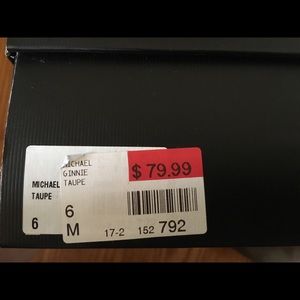 MICHAEL
GINNIE
TAUPE
$79.99
MICHAEL
TAUPE
6
6
M
17-2 152 792